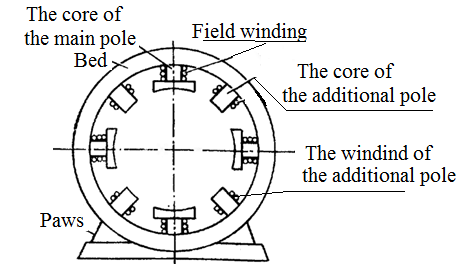 The core of
the main pole
Field winding
Bed
The core of
the additional pole
The windind of
the additional pole
Paws